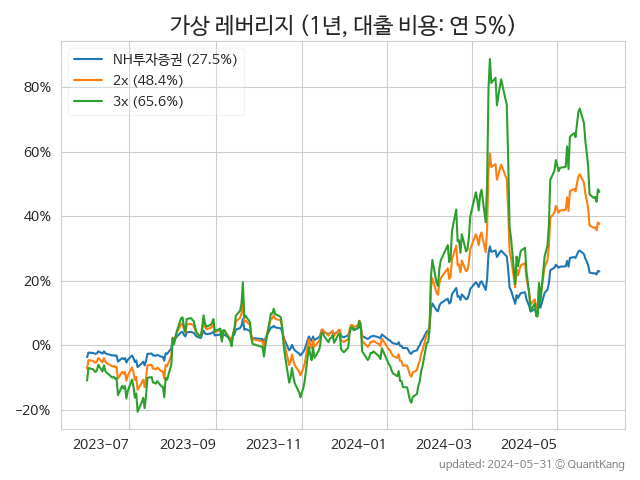 가상 레버리지 (1년, 대출 비용: 연 5%)
NH투자증권 (27.5%)
2x (48.4%)
3x (65.6%)
80%
60%
40%
20%
0%
−20%
2023-07
2023-09
2023-11
2024-01
2024-03
2024-05
updated: 2024-05-31 © QuantKang